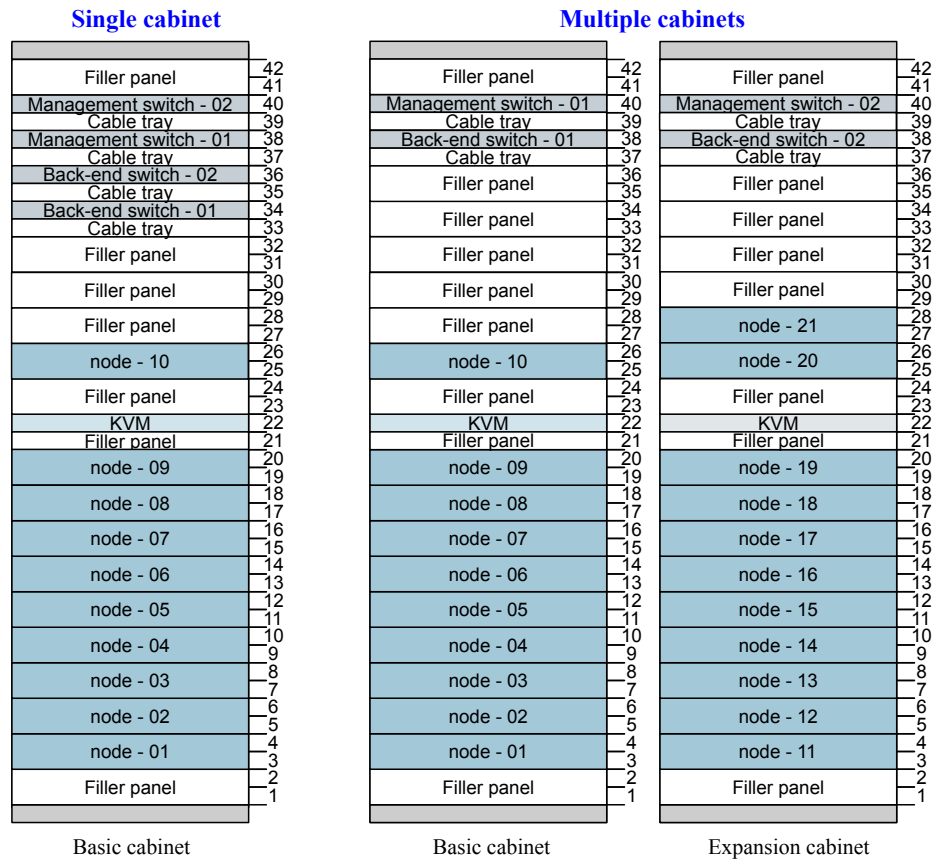 Single cabinet
Multiple cabinets
Filler panel
Management switch - 02
Cable tray
Management switch - 01
Cable tray
Back-end switch - 02
Cable tray
Back-end switch - 01
Cable tray
Filler panel
Filler panel
Filler panel
node - 10
Filler panel
KVM
Filler panel
node - 09
node - 08
node - 07
node - 06
node - 05
node - 04
node - 03
node - 02
node - 01
Filler panel
42
41
40
39
38
37
36
35
34
33
32
31
30
29
28
27
26
25
24
23
22
21
20
19
18
17
16
15
14
13
12
11
10
9
8
7
6
5
4
3
2
1
Basic cabinet
Filler panel
Management switch - 01
Cable tray
Back-end switch - 01
Cable tray
Filler panel
Filler panel
Filler panel
Filler panel
Filler panel
node - 10
Filler panel
KVM
Filler panel
node - 09
node - 08
node - 07
node - 06
node - 05
node - 04
node - 03
node - 02
node - 01
Filler panel
42
41
40
39
38
37
36
35
34
33
32
31
30
29
28
27
26
25
24
23
22
21
20
19
18
17
16
15
14
13
12
11
10
9
8
7
6
5
4
3
2
1
Basic cabinet
Filler panel
Management switch - 02
Cable tray
Back-end switch - 02
Cable tray
Filler panel
Filler panel
Filler panel
Filler panel
node - 21
node - 20
Filler panel
KVM
Filler panel
node - 19
node - 18
node - 17
node - 16
node - 15
node - 14
node - 13
node - 12
node - 11
Filler panel
42
41
40
39
38
37
36
35
34
33
32
31
30
29
28
27
26
25
24
23
22
21
20
19
18
17
16
15
14
13
12
11
10
9
8
7
6
5
4
3
2
1
Expansion cabinet